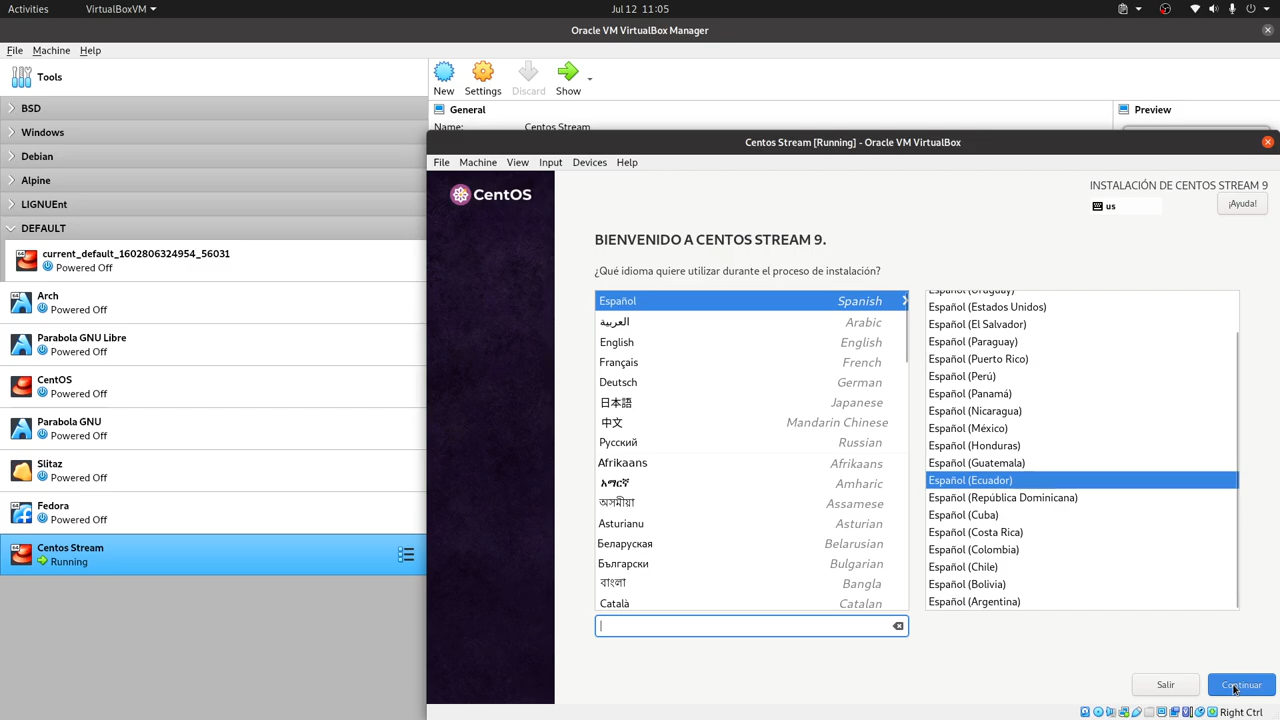 Activities
VirtualBoxVM
Jul 12 11:05
Oracle VM VirtualBox Manager
File Machine Help
Tools
New Settings Discard Show
BSD
Windows
Debian
Alpine
LIGNUEnt
DEFAULT
current_default_1602806324954_56031
Powered Off
Arch
Powered Off
Parabola GNU Libre
Powered Off
CentOS
Powered Off
Parabola GNU
Powered Off
Slitaz
Powered Off
Fedora
Powered Off
Centos Stream
Running
General
Name: Centos Stream
Preview
Centos Stream [Running] - Oracle VM VirtualBox
File Machine View Input Devices Help
CentOS
INSTALACIÓN DE CENTOS STREAM 9
us
¡Ayuda!
BIENVENIDO A CENTOS STREAM 9.
¿Qué idioma quiere utilizar durante el proceso de instalación?
Español Spanish
العربية Arabic
English English
Français French
Deutsch German
日本語 Japanese
中文 Mandarin Chinese
Русский Russian
Afrikaans Afrikaans
አማርኛ Amharic
অসমীয়া Assamese
Asturianu Asturian
Беларуская Belarusian
Български Bulgarian
বাংলা Bangla
Català Catalan
Español (Uruguay)
Español (Estados Unidos)
Español (El Salvador)
Español (Paraguay)
Español (Puerto Rico)
Español (Perú)
Español (Panamá)
Español (Nicaragua)
Español (México)
Español (Honduras)
Español (Guatemala)
Español (Ecuador)
Español (República Dominicana)
Español (Cuba)
Español (Costa Rica)
Español (Colombia)
Español (Chile)
Español (Bolivia)
Español (Argentina)
Salir
Continuar
Right Ctrl